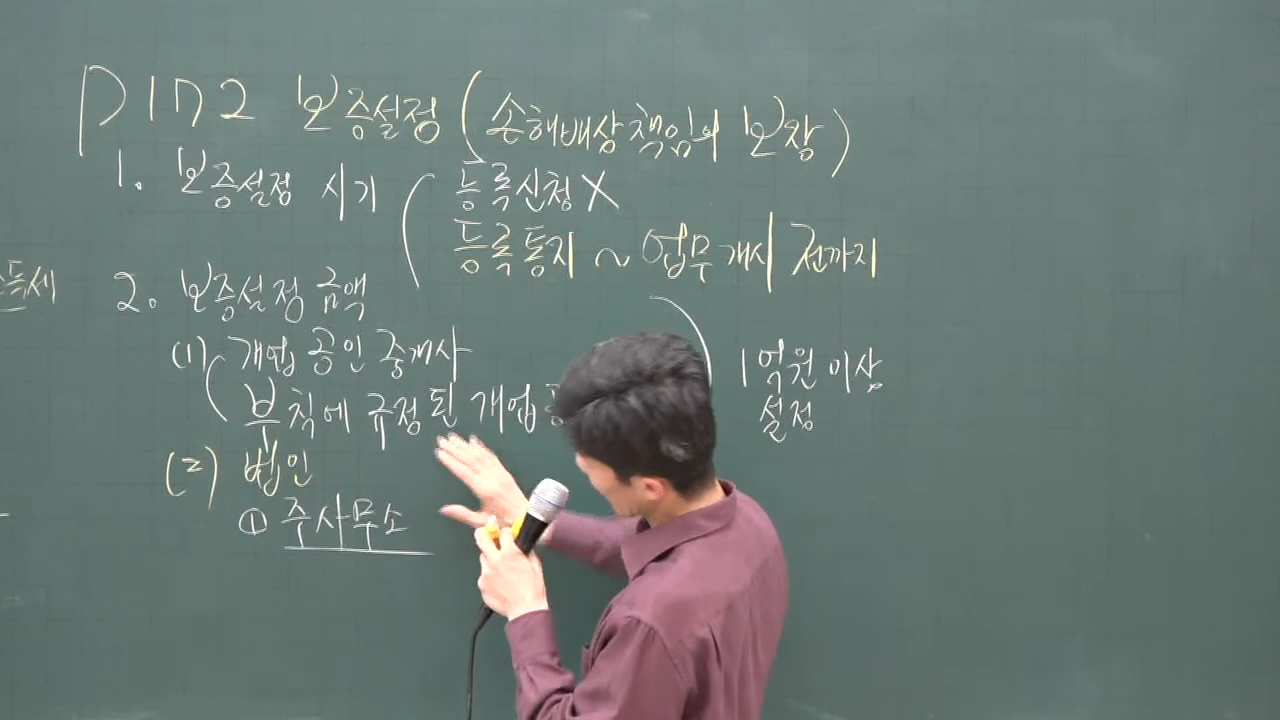 P172 보증설정 (손해배상책임의 보장)
1. 보증설정 시기 ( 등록신청 X
등록통지 ~ 업무개시 전까지
2. 보증설정 금액
(1) ( 개업 공인 중개사
부칙에 규정된 개업
) 1억원 이상
설정
(2) 법인
① 주사무소
득세